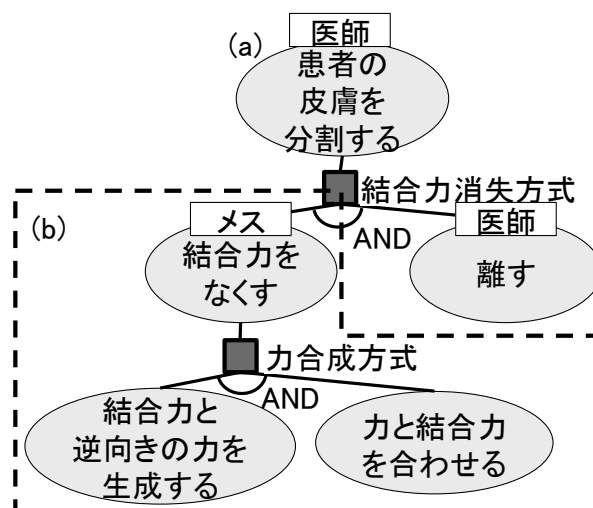 (a)
医師
患者の
皮膚を
分割する
結合力消失方式
(b)
メス
AND
医師
結合力を
なくす
離す
力合成方式
AND
結合力と
逆向きの力を
生成する
力と結合力
を合わせる